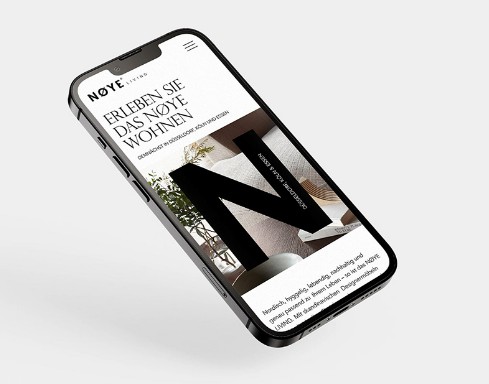 NØYE LIVING
ERLEBEN SIE
DAS NØYE
WOHNEN
DEMNÄCHST IN DÜSSELDORF, KÖLN UND ESSEN
N
DÜSSELDORF, KÖLN & ESSEN
Nordisch, hyggelig, lebendig, nachhaltig und
genau passend zu Ihrem Leben – so ist das NØYE
LIVING. Mit skandinavischen Designermöbeln